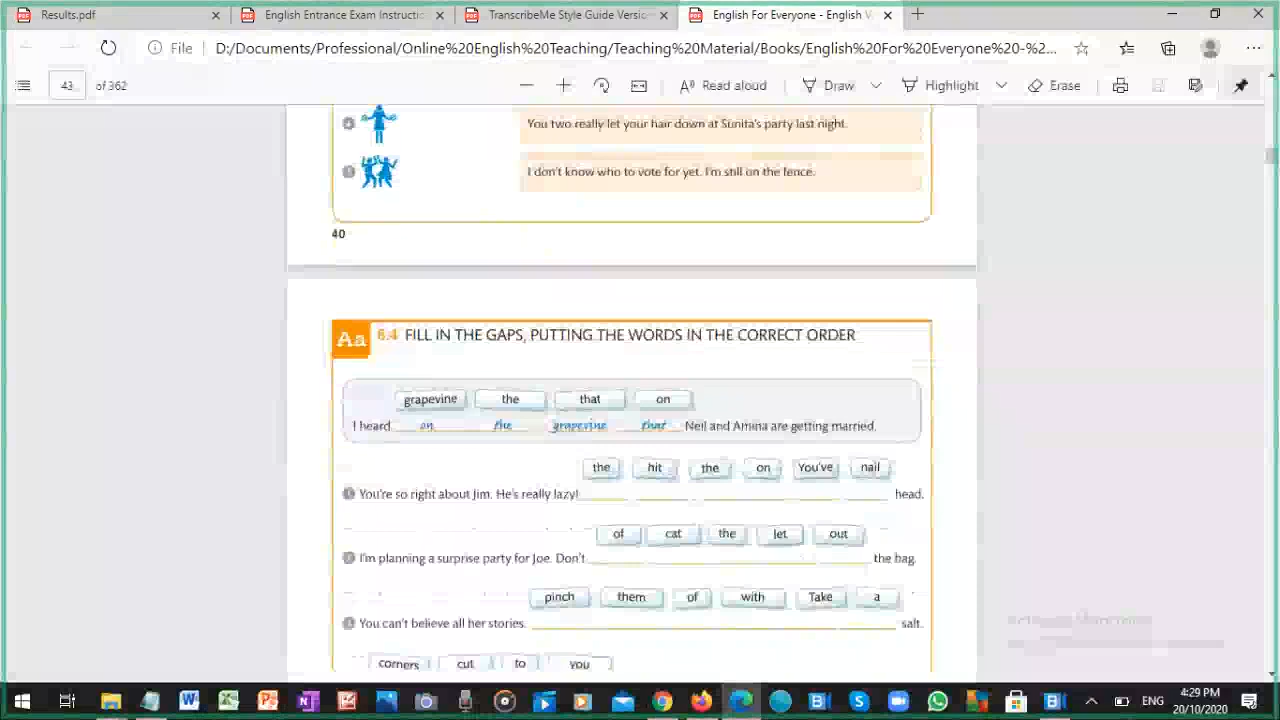 Results.pdf
English Entrance Exam Instructio
TranscribeMe Style Guide Version
English For Everyone - English V
File
D:/Documents/Professional/Online%20English%20Teaching/Teaching%20Material/Books/English%20For%20Everyone%20-%2...
43 of 362
Read aloud
Draw
Highlight
Erase
You two really let your hair down at Sunita's party last night.
I don't know who to vote for yet. I'm still on the fence.
40
Aa 6.4 FILL IN THE GAPS, PUTTING THE WORDS IN THE CORRECT ORDER
grapevine the that on
I heard on the grapevine that Neil and Amina are getting married.
the hit the on You've nail
You're so right about Jim. He's really lazy! head.
of cat the let out
I'm planning a surprise party for Joe. Don't the bag.
pinch them of with Take a
You can't believe all her stories. salt.
corners cut to you
ENG
4:29 PM
20/10/2020